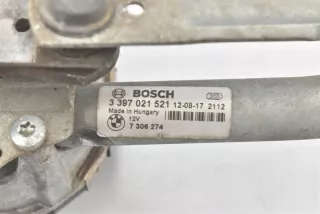 BOSCH
3 397 021 521 12-08-17 2112
Made in Hungary
12V
7 306 274